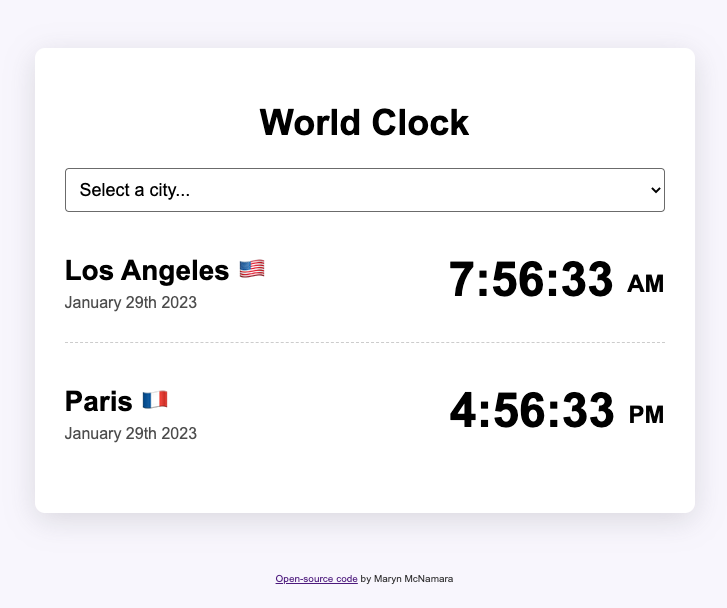 World Clock
Select a city...
Los Angeles 🇺🇸
7:56:33 AM
January 29th 2023
Paris 🇫🇷
4:56:33 PM
January 29th 2023
Open-source code by Maryn McNamara